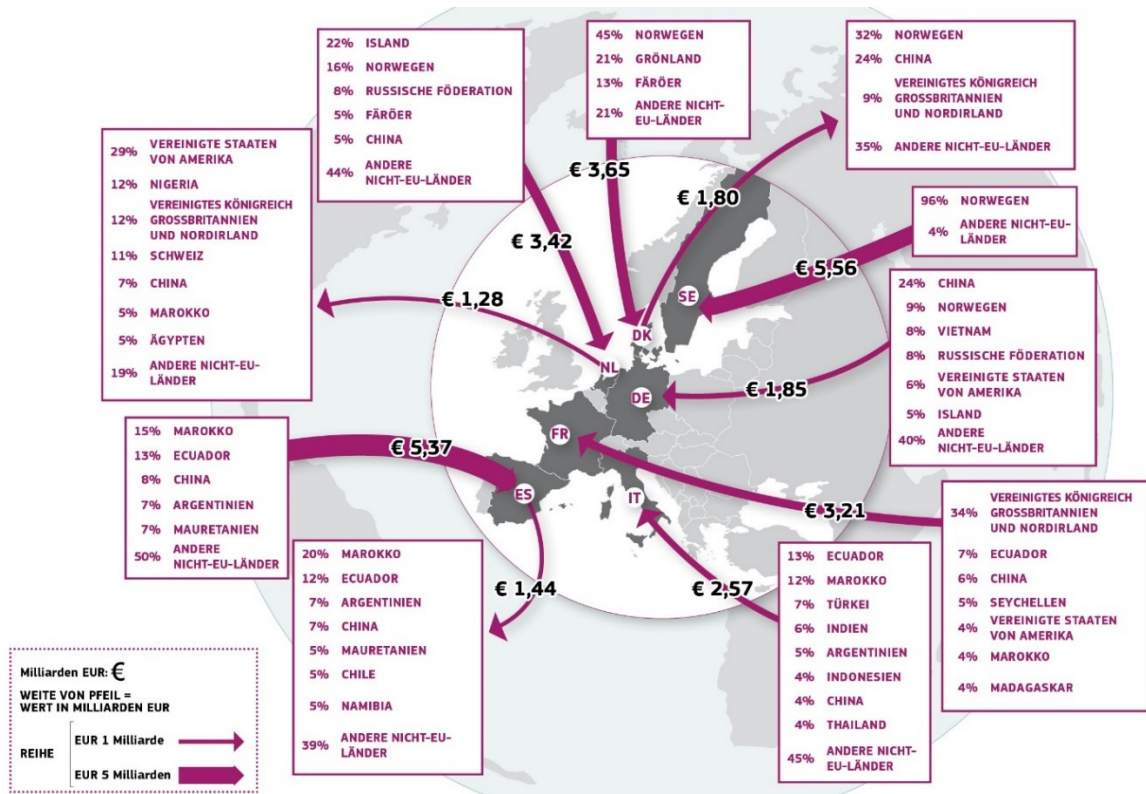 22% ISLAND
16% NORWEGEN
8% RUSSISCHE FÖDERATION
5% FÄRÖER
5% CHINA
44% ANDERE
NICHT-EU-LÄNDER
45% NORWEGEN
21% GRÖNLAND
13% FÄRÖER
21% ANDERE NICHT-
EU-LÄNDER
32% NORWEGEN
24% CHINA
9% VEREINIGTES KÖNIGREICH
GROSSBRITANNIEN
UND NORDIRLAND
35% ANDERE NICHT-EU-LÄNDER
29% VEREINIGTE STAATEN
VON AMERIKA
12% NIGERIA
12% VEREINIGTES KÖNIGREICH
GROSSBRITANNIEN
UND NORDIRLAND
11% SCHWEIZ
7% CHINA
5% MAROKKO
5% ÄGYPTEN
19% ANDERE NICHT-EU-
LÄNDER
€ 3,65
€ 1,80
€ 3,42
96% NORWEGEN
4% ANDERE NICHT-EU-
LÄNDER
€ 5,56
€ 1,28
SE
DK
NL
DE
€ 1,85
24% CHINA
9% NORWEGEN
8% VIETNAM
8% RUSSISCHE FÖDERATION
6% VEREINIGTE STAATEN
VON AMERIKA
5% ISLAND
40% ANDERE
NICHT-EU-LÄNDER
15% MAROKKO
13% ECUADOR
8% CHINA
7% ARGENTINIEN
7% MAURETANIEN
50% ANDERE
NICHT-EU-LÄNDER
€ 5,37
FR
ES
IT
€ 3,21
€ 1,44
€ 2,57
20% MAROKKO
12% ECUADOR
7% ARGENTINIEN
7% CHINA
5% MAURETANIEN
5% CHILE
5% NAMIBIA
39% ANDERE NICHT-EU-
LÄNDER
13% ECUADOR
12% MAROKKO
7% TÜRKEI
6% INDIEN
5% ARGENTINIEN
4% INDONESIEN
4% CHINA
4% THAILAND
45% ANDERE NICHT-
EU-LÄNDER
34% VEREINIGTES KÖNIGREICH
GROSSBRITANNIEN
UND NORDIRLAND
7% ECUADOR
6% CHINA
5% SEYCHELLEN
4% VEREINIGTE STAATEN
VON AMERIKA
4% MAROKKO
4% MADAGASKAR
Milliarden EUR: €
WEITE VON PFEIL =
WERT IN MILLIARDEN EUR
REIHE
EUR 1 Milliarde
EUR 5 Milliarden